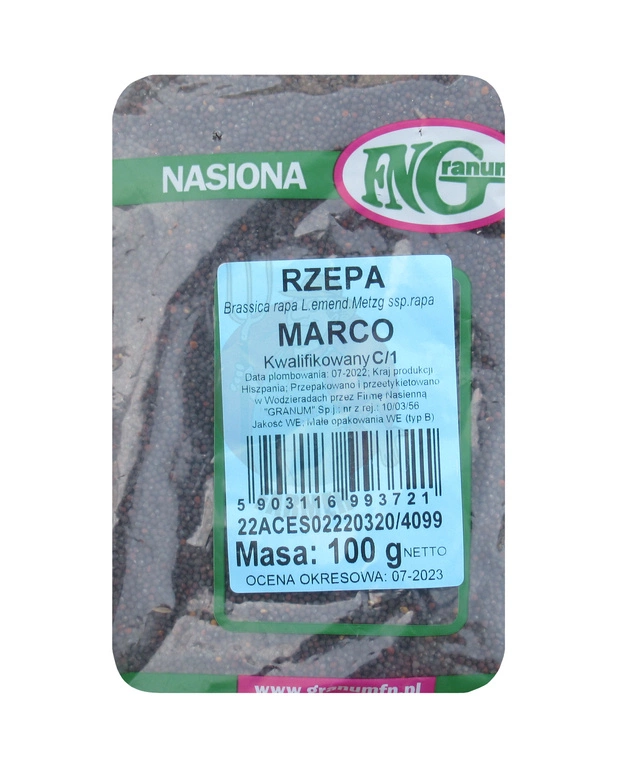 NASIONA
FNGranum
RZEPA
Brassica rapa L.emend.Metzg ssp.rapa
MARCO
Kwalifikowany C/1
Data plombowania: 07-2022; Kraj produkcji
Hiszpania; Przepakowano i przeetykietowano
w Wodzieradach przez Firmę Nasienną
"GRANUM" Sp.j.; nr z rej.: 10/03/56
Jakość WE; Małe opakowania WE (typ B)
5 903116 993721
22ACES02220320/4099
Masa: 100 g NETTO
OCENA OKRESOWA: 07-2023
www.granumfn.pl